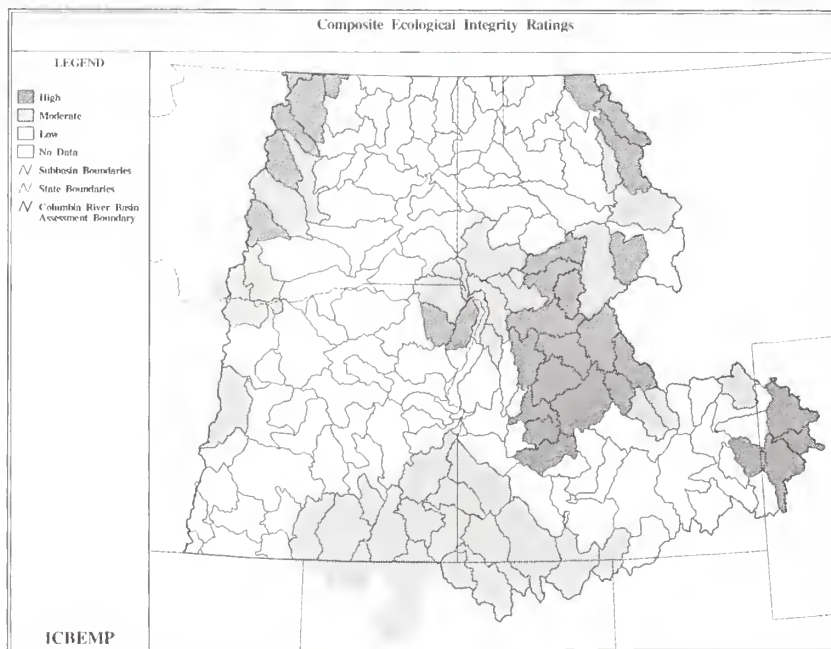 Composite Ecological Integrity Ratings
LEGEND
High
Moderate
Low
No Data
Subbasin Boundaries
State Boundaries
Columbia River Basin
Assessment Boundary
ICBEMP